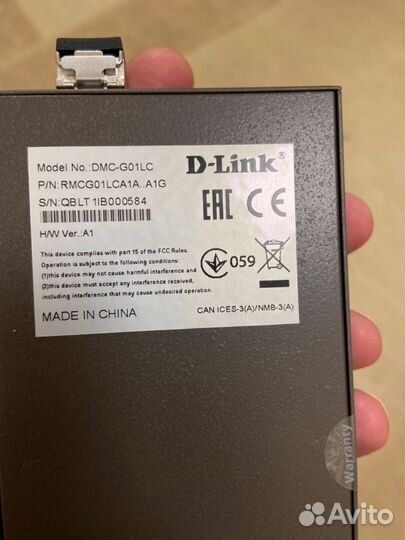 Model No.:DMC-G01LC
D-Link®
P/N:RMCG01LCA1A..A1G
S/N:QBLT1IB000584
EAC CE
H/W Ver.:A1
This device complies with part 15 of the FCC Rules.
Operation is subject to the following conditions:
(1)this device may not cause harmful interference and
(2)this device must accept any interference received,
including interference that may cause undesired operation.
059
MADE IN CHINA
CAN ICES-3(A)/NMB-3(A)
Warranty
Avito